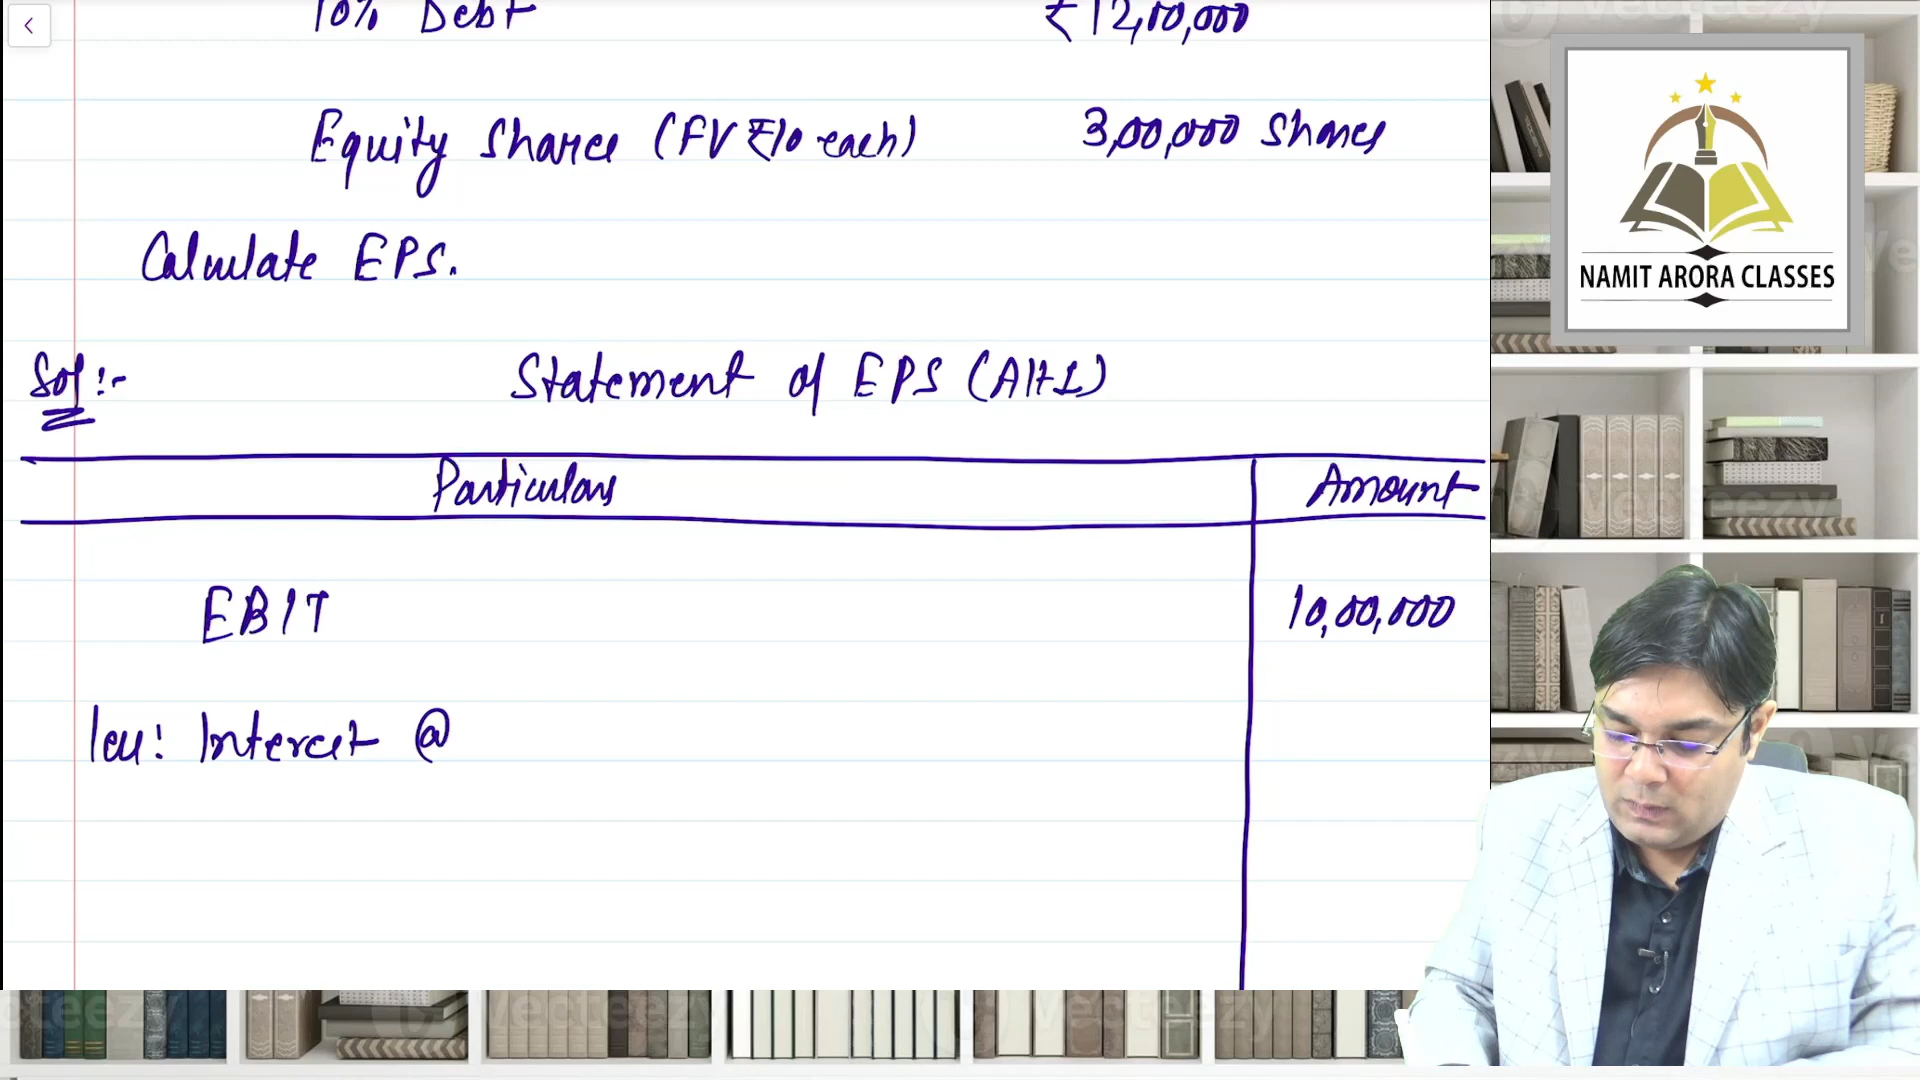 10% Debt ₹12,00,000
Equity Shares (FV ₹10 each) 3,00,000 Shares
Calculate EPS.
Sol:- Statement of EPS (Alt 1)
Particulars Amount
EBIT 10,00,000
less: Interest @
NAMIT ARORA CLASSES